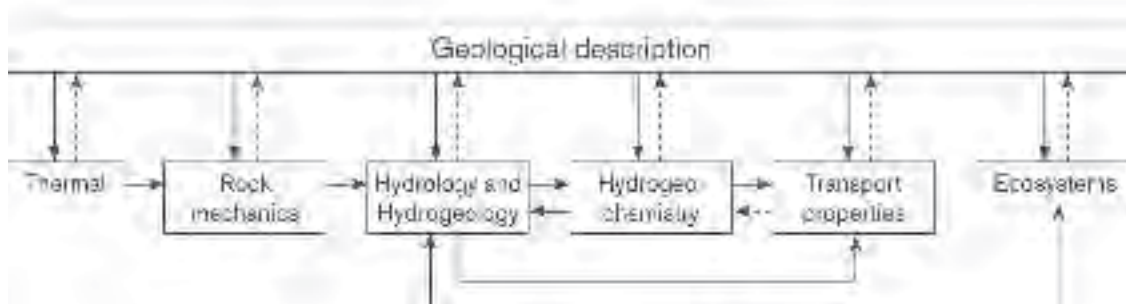 Geological description
Thermal
Rock
mechanics
Hydrology and
Hydrogeology
Hydrogeo-
chemistry
Transport
properties
Ecosystems